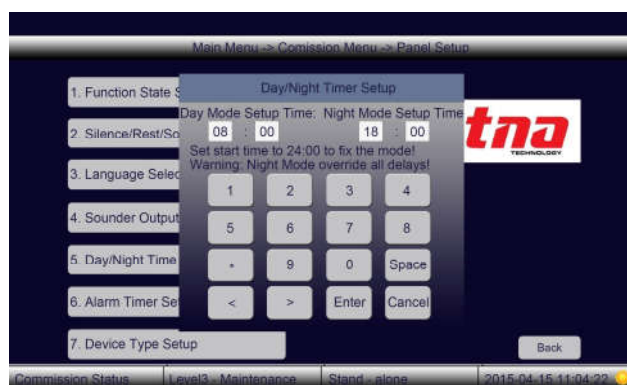 Main Menu -> Comission Menu -> Panel Setup
Day/Night Timer Setup
Day Mode Setup Time: Night Mode Setup Time
08 : 00 18 : 00
Set start time to 24:00 to fix the mode!
Warning: Night Mode override all delays!
1. Function State S
2. Silence/Rest/So
3. Language Selec
4. Sounder Output
5. Day/Night Time
6. Alarm Timer Se
7. Device Type Setup
1 2 3 4
5 6 7 8
* 9 0 Space
< > Enter Cancel
tna
TECHNOLOGY
Back
Commission Status Level3 - Maintenance Stand - alone 2015-04-15 11:04:22